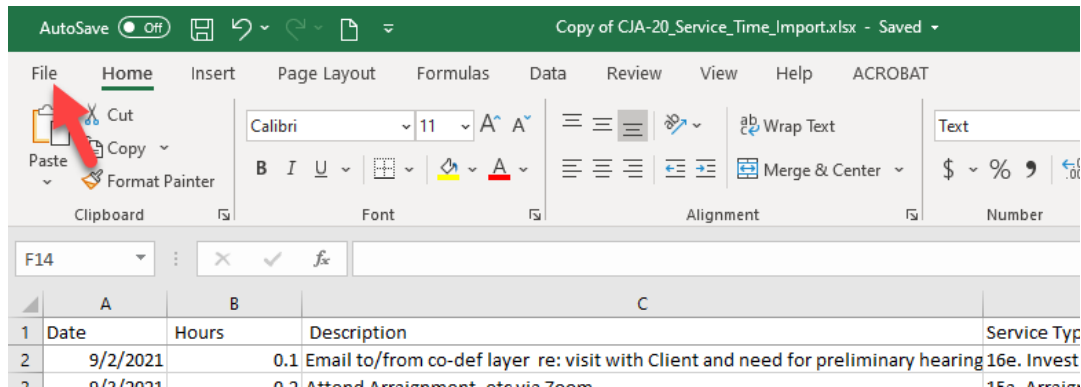 AutoSave Off Copy of CJA-20_Service_Time_Import.xlsx - Saved
File Home Insert Page Layout Formulas Data Review View Help ACROBAT
Cut
Calibri 11 A^ Aˇ ab Wrap Text Text
Copy
Paste
B I U A Merge & Center $ % 9
Format Painter
Clipboard Font Alignment Number
F14 fx
A B C
1 Date Hours Description Service Typ
2 9/2/2021 0.1 Email to/from co-def layer re: visit with Client and need for preliminary hearing 16e. Invest
9/2/2021 0.2 Attend Arraignment, etc via Zoom 15a. Arraig